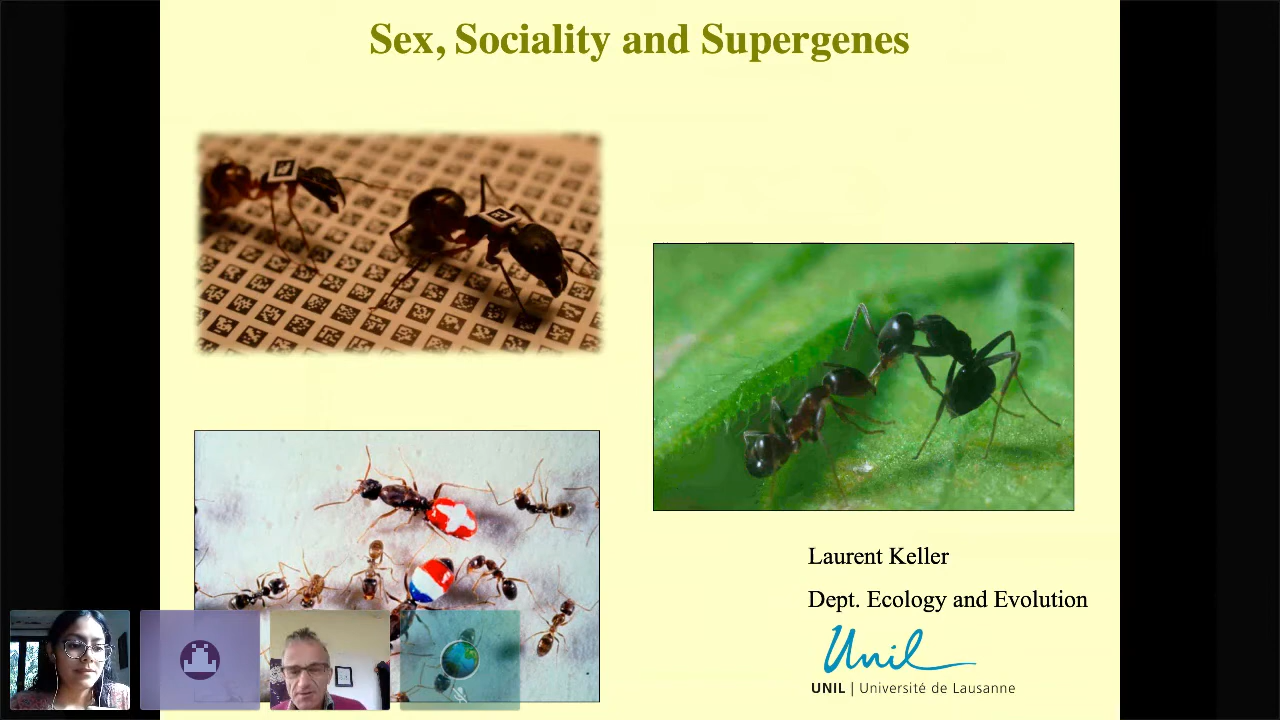 Sex, Sociality and Supergenes
Laurent Keller
Dept. Ecology and Evolution
Unil
UNIL | Université de Lausanne